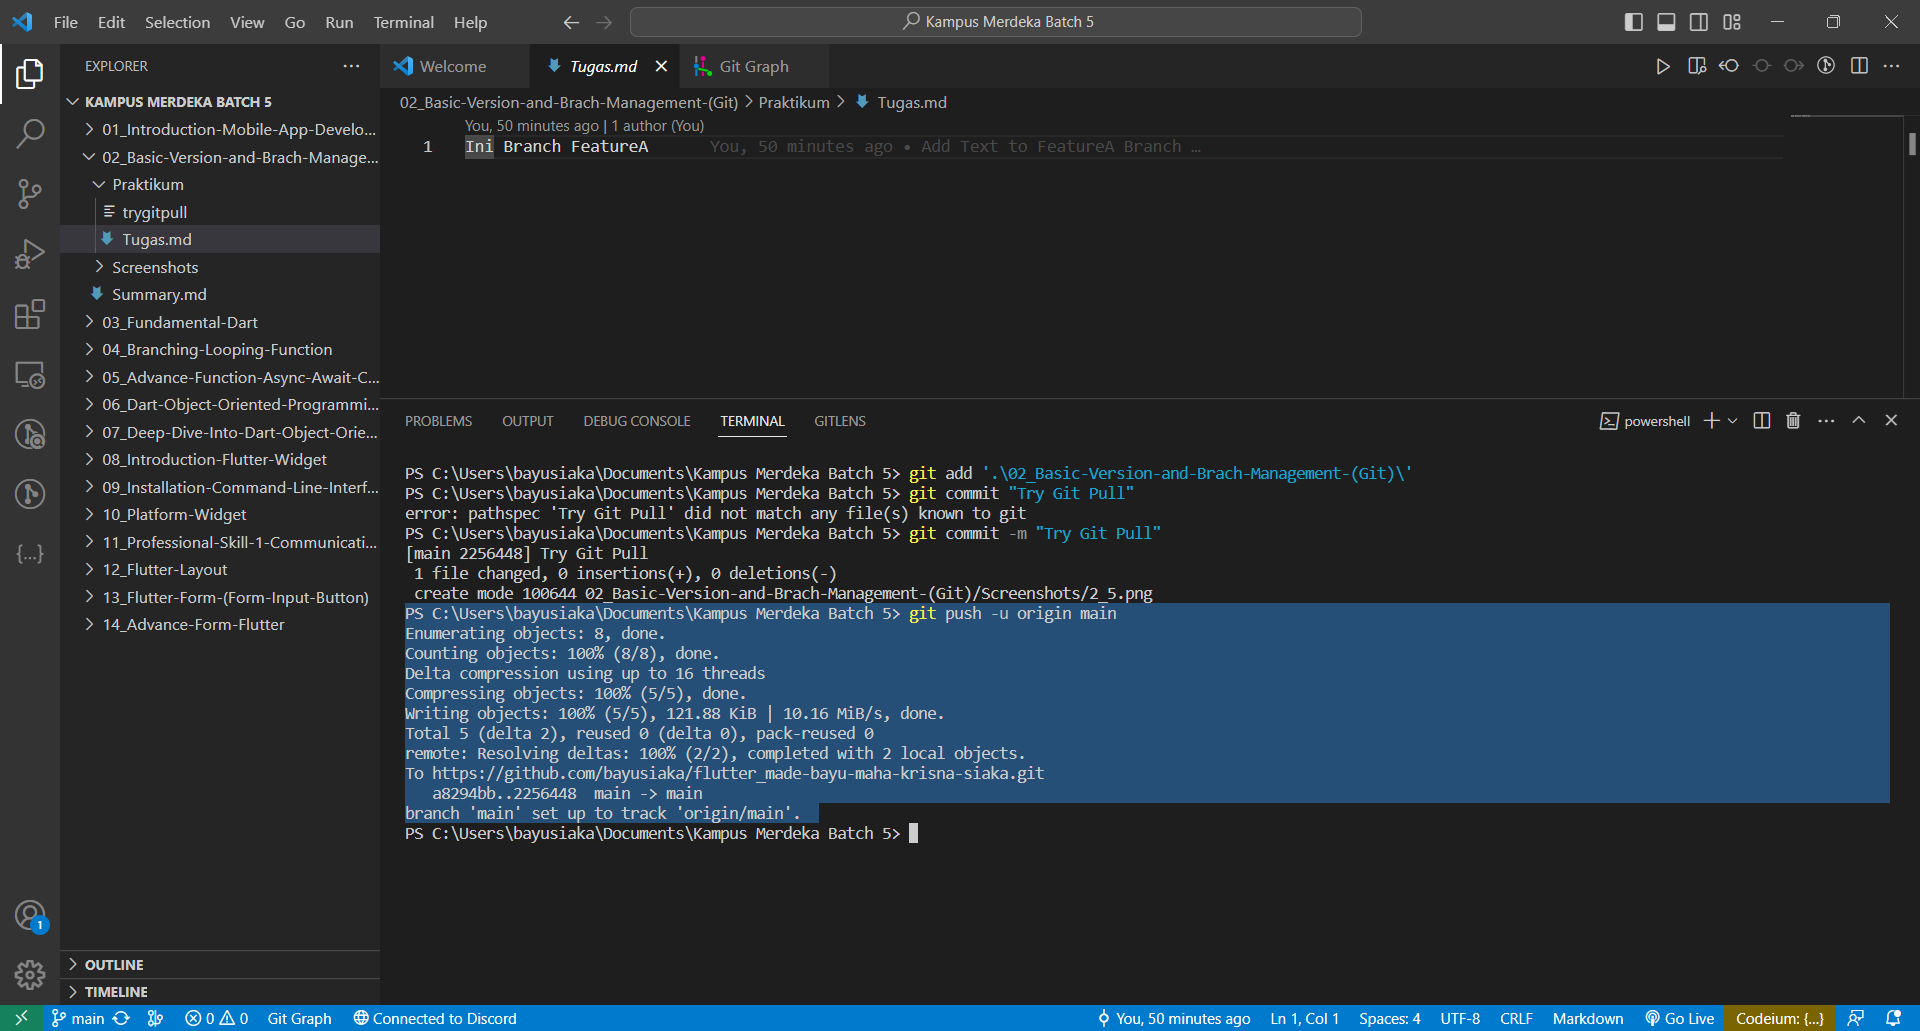 File Edit Selection View Go Run Terminal Help
Kampus Merdeka Batch 5
EXPLORER
KAMPUS MERDEKA BATCH 5
01_Introduction-Mobile-App-Develo...
02_Basic-Version-and-Brach-Manage...
Praktikum
trygitpull
Tugas.md
Screenshots
Summary.md
03_Fundamental-Dart
04_Branching-Looping-Function
05_Advance-Function-Async-Await-C...
06_Dart-Object-Oriented-Programmi...
07_Deep-Dive-Into-Dart-Object-Orie...
08_Introduction-Flutter-Widget
09_Installation-Command-Line-Interf...
10_Platform-Widget
11_Professional-Skill-1-Communicati...
12_Flutter-Layout
13_Flutter-Form-(Form-Input-Button)
14_Advance-Form-Flutter
1
OUTLINE
TIMELINE
Welcome Tugas.md Git Graph
02_Basic-Version-and-Brach-Management-(Git) > Praktikum > Tugas.md
You, 50 minutes ago | 1 author (You)
1 Ini Branch FeatureA You, 50 minutes ago • Add Text to FeatureA Branch …
PROBLEMS OUTPUT DEBUG CONSOLE TERMINAL GITLENS
powershell
PS C:\Users\bayusiaka\Documents\Kampus Merdeka Batch 5> git add '.\02_Basic-Version-and-Brach-Management-(Git)\'
PS C:\Users\bayusiaka\Documents\Kampus Merdeka Batch 5> git commit "Try Git Pull"
error: pathspec 'Try Git Pull' did not match any file(s) known to git
PS C:\Users\bayusiaka\Documents\Kampus Merdeka Batch 5> git commit -m "Try Git Pull"
[main 2256448] Try Git Pull
1 file changed, 0 insertions(+), 0 deletions(-)
create mode 100644 02_Basic-Version-and-Brach-Management-(Git)/Screenshots/2_5.png
PS C:\Users\bayusiaka\Documents\Kampus Merdeka Batch 5> git push -u origin main
Enumerating objects: 8, done.
Counting objects: 100% (8/8), done.
Delta compression using up to 16 threads
Compressing objects: 100% (5/5), done.
Writing objects: 100% (5/5), 121.88 KiB | 10.16 MiB/s, done.
Total 5 (delta 2), reused 0 (delta 0), pack-reused 0
remote: Resolving deltas: 100% (2/2), completed with 2 local objects.
To https://github.com/bayusiaka/flutter_made-bayu-maha-krisna-siaka.git
a8294bb..2256448  main -> main
branch 'main' set up to track 'origin/main'.
PS C:\Users\bayusiaka\Documents\Kampus Merdeka Batch 5>
main 0 0 Git Graph Connected to Discord You, 50 minutes ago Ln 1, Col 1 Spaces: 4 UTF-8 CRLF Markdown Go Live Codeium: {...}